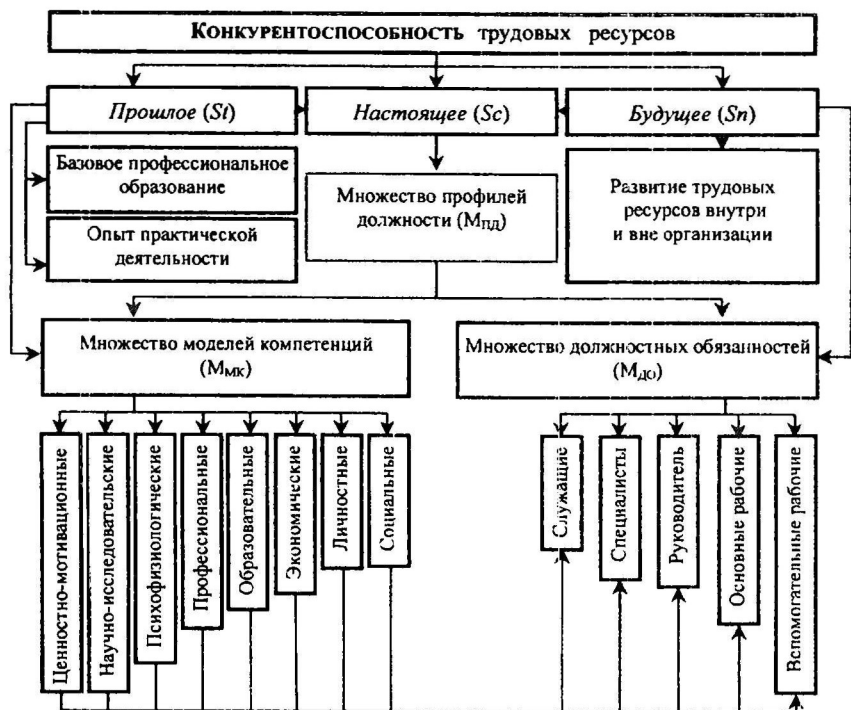 КОНКУРЕНТОСПОСОБНОСТЬ трудовых ресурсов
Прошлое (St)
Настоящее (Sc)
Будущее (Sn)
Базовое профессиональное
образование
Опыт практической
деятельности
Множество профилей
должности (МПД)
Развитие трудовых
ресурсов внутри
и вне организации
Множество моделей компетенций
(ММК)
Множество должностных обязанностей
(МДО)
Ценностно-мотивационные
Научно-исследовательские
Психофизиологические
Профессиональные
Образовательные
Экономические
Личностные
Социальные
Служащие
Специалисты
Руководитель
Основные рабочие
Вспомогательные рабочие